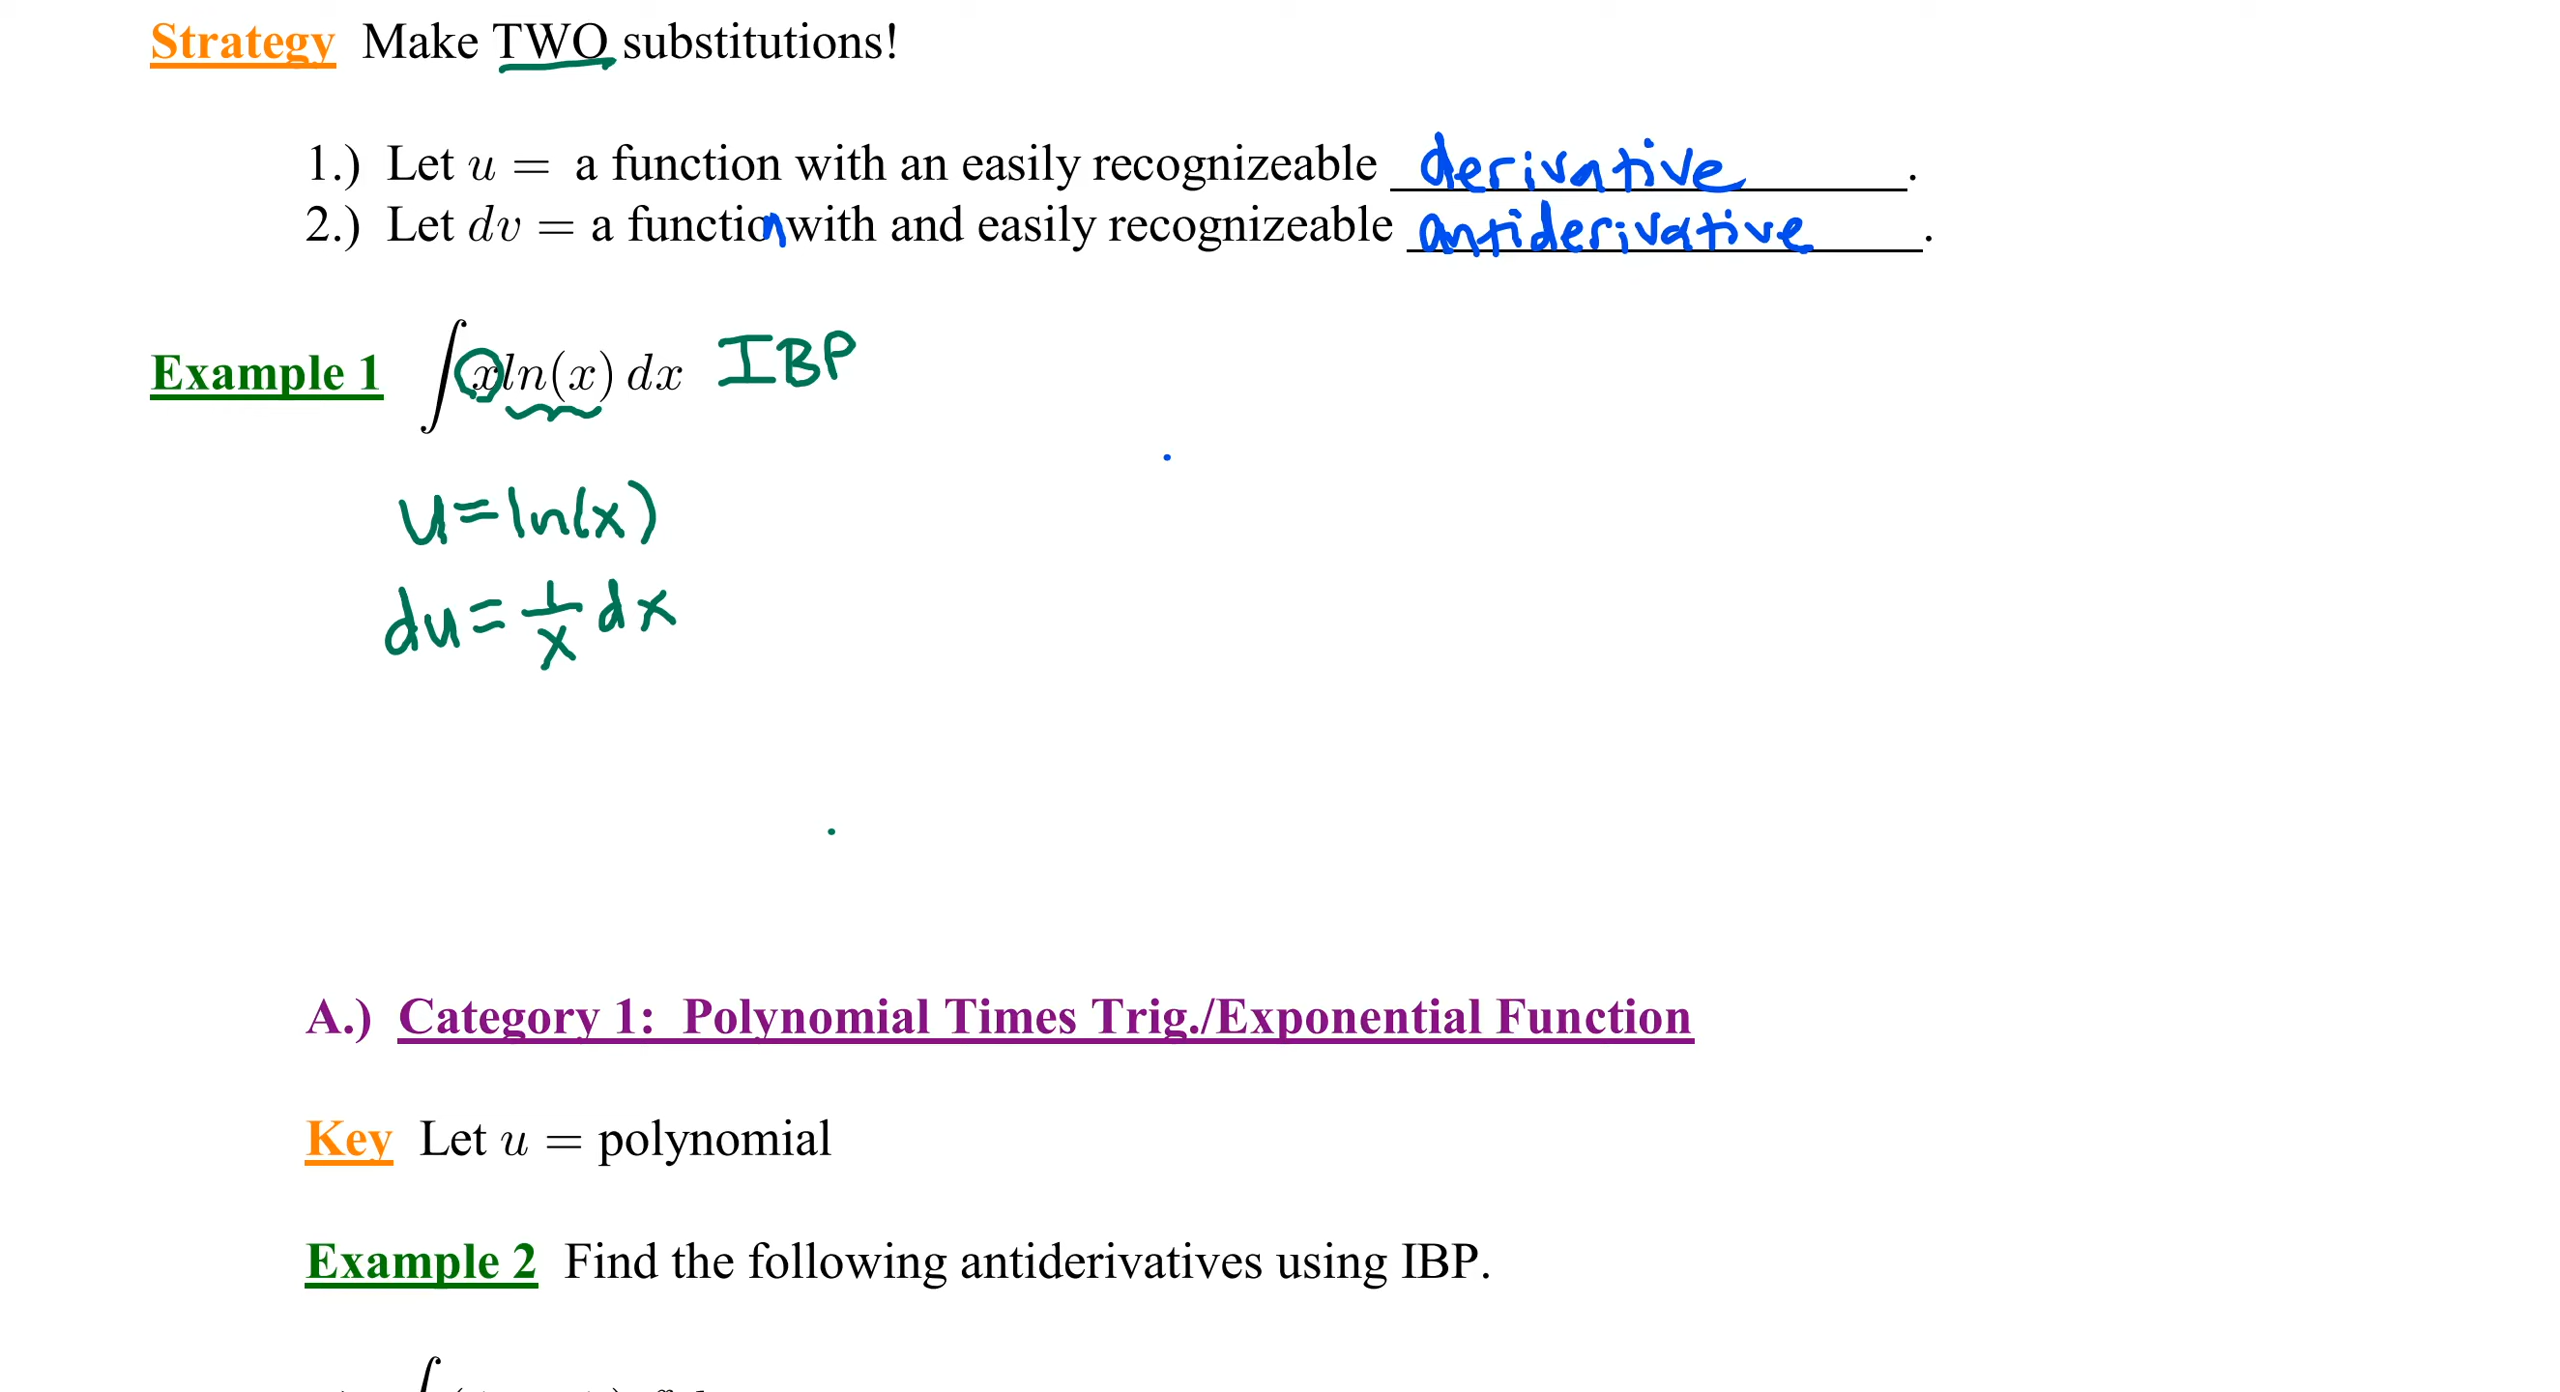 Strategy Make TWO substitutions!
1.) Let u = a function with an easily recognizeable derivative.
2.) Let dv = a function with and easily recognizeable antiderivative.
Example 1 ∫xln(x) dx IBP
u=ln(x)
du=1/x dx
A.) Category 1: Polynomial Times Trig./Exponential Function
Key Let u = polynomial
Example 2 Find the following antiderivatives using IBP.